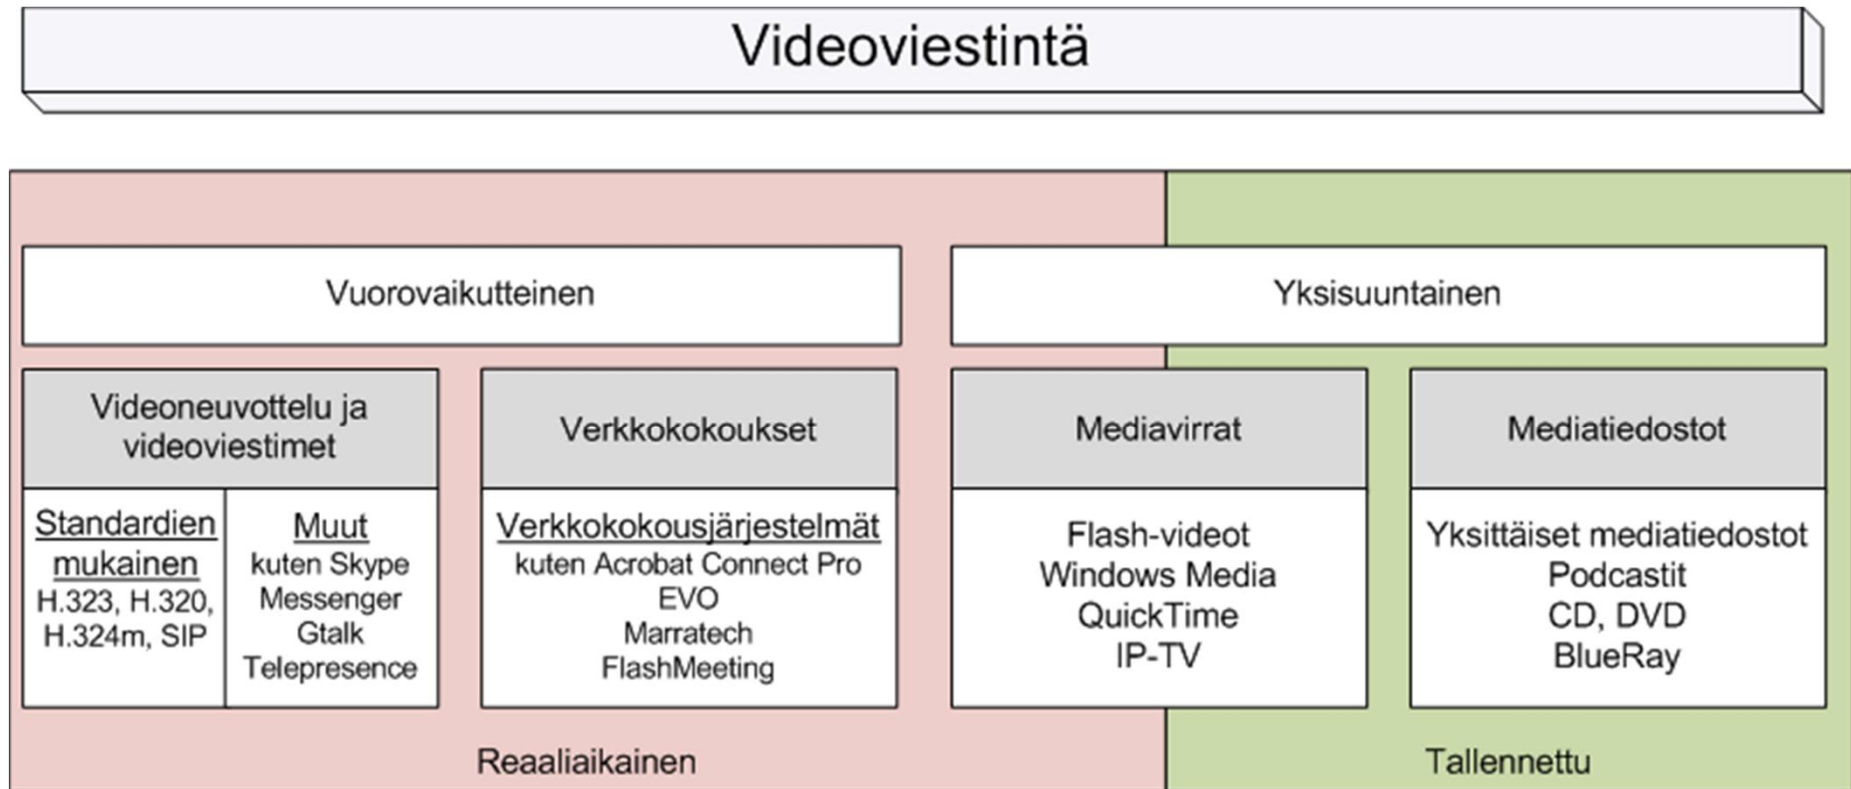 Videoviestintä
Vuorovaikutteinen
Yksisuuntainen
Videoneuvottelu ja
videoviestimet
Standardien
mukainen
H.323, H.320,
H.324m, SIP
Muut
kuten Skype
Messenger
Gtalk
Telepresence
Verkkokokoukset
Verkkokokousjärjestelmät
kuten Acrobat Connect Pro
EVO
Marratech
FlashMeeting
Mediavirrat
Flash-videot
Windows Media
QuickTime
IP-TV
Mediatiedostot
Yksittäiset mediatiedostot
Podcastit
CD, DVD
BlueRay
Reaaliaikainen
Tallennettu